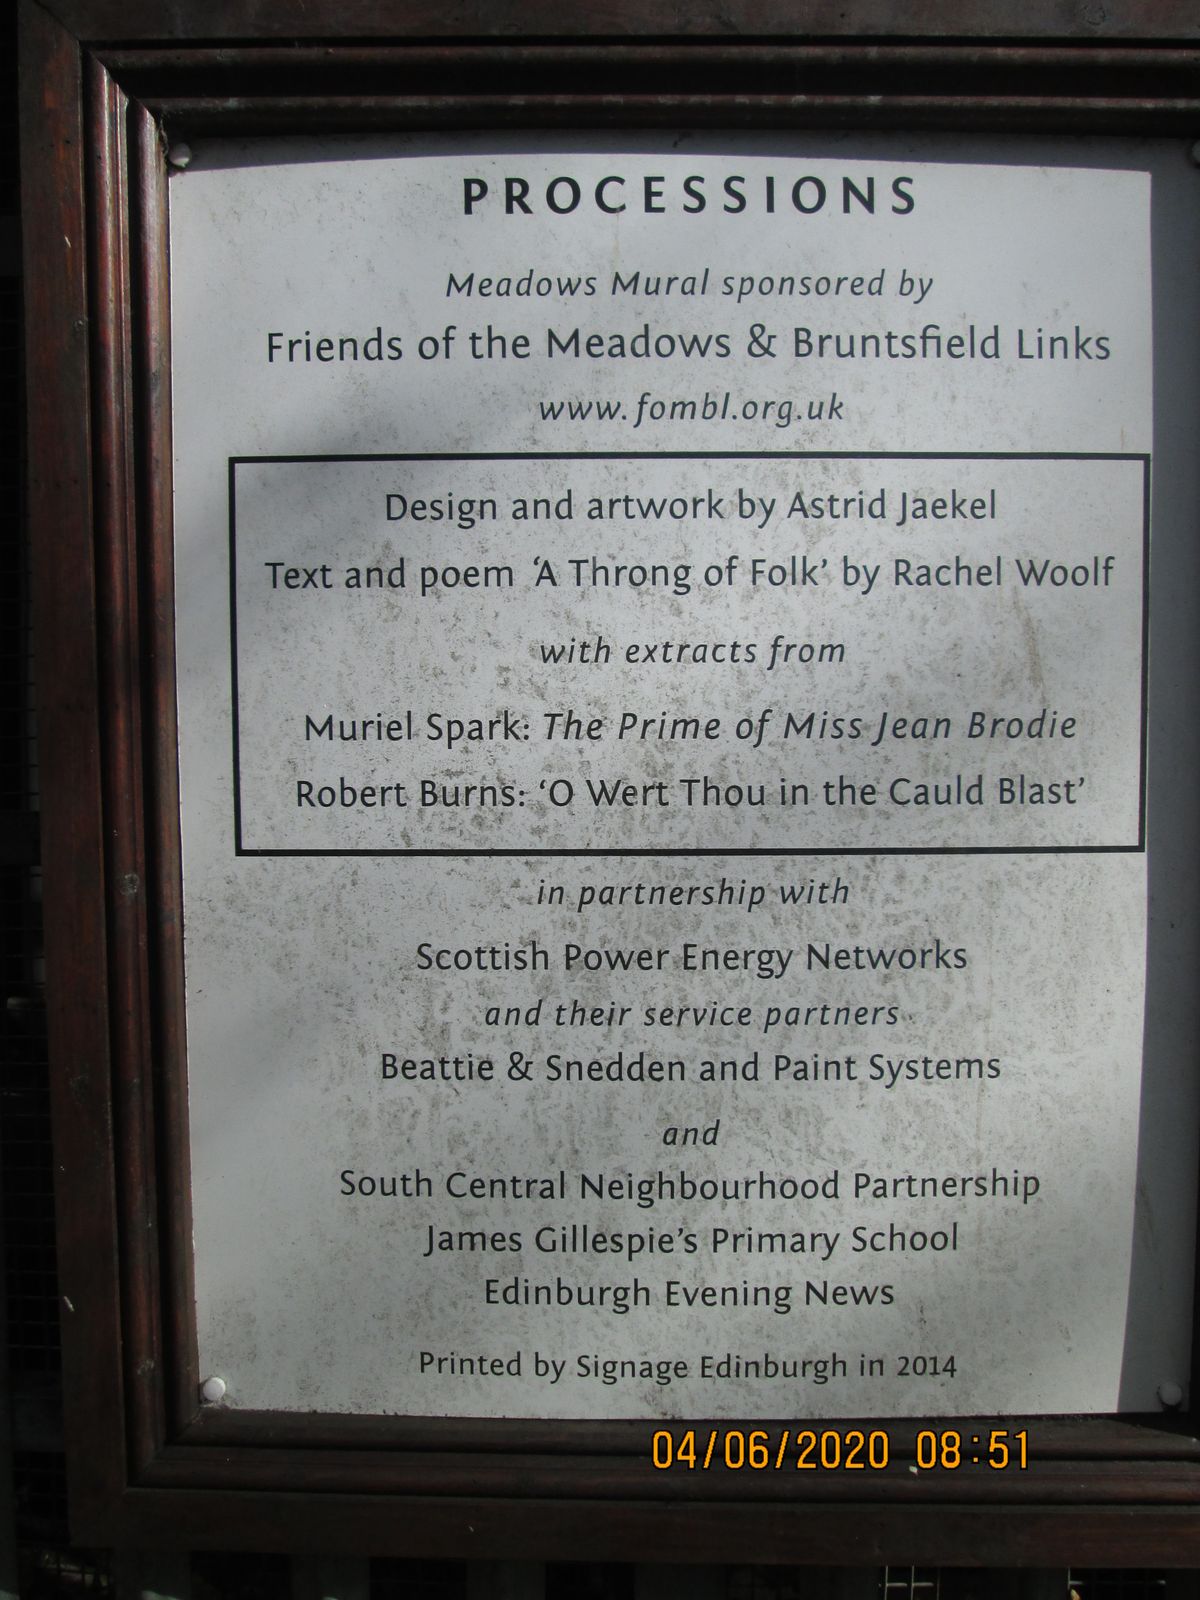 PROCESSIONS
Meadows Mural sponsored by
Friends of the Meadows & Bruntsfield Links
www.fombl.org.uk
Design and artwork by Astrid Jaekel
Text and poem ‘A Throng of Folk’ by Rachel Woolf
with extracts from
Muriel Spark: The Prime of Miss Jean Brodie
Robert Burns: ‘O Wert Thou in the Cauld Blast’
in partnership with
Scottish Power Energy Networks
and their service partners
Beattie & Snedden and Paint Systems
and
South Central Neighbourhood Partnership
James Gillespie’s Primary School
Edinburgh Evening News
Printed by Signage Edinburgh in 2014
04/06/2020 08:51